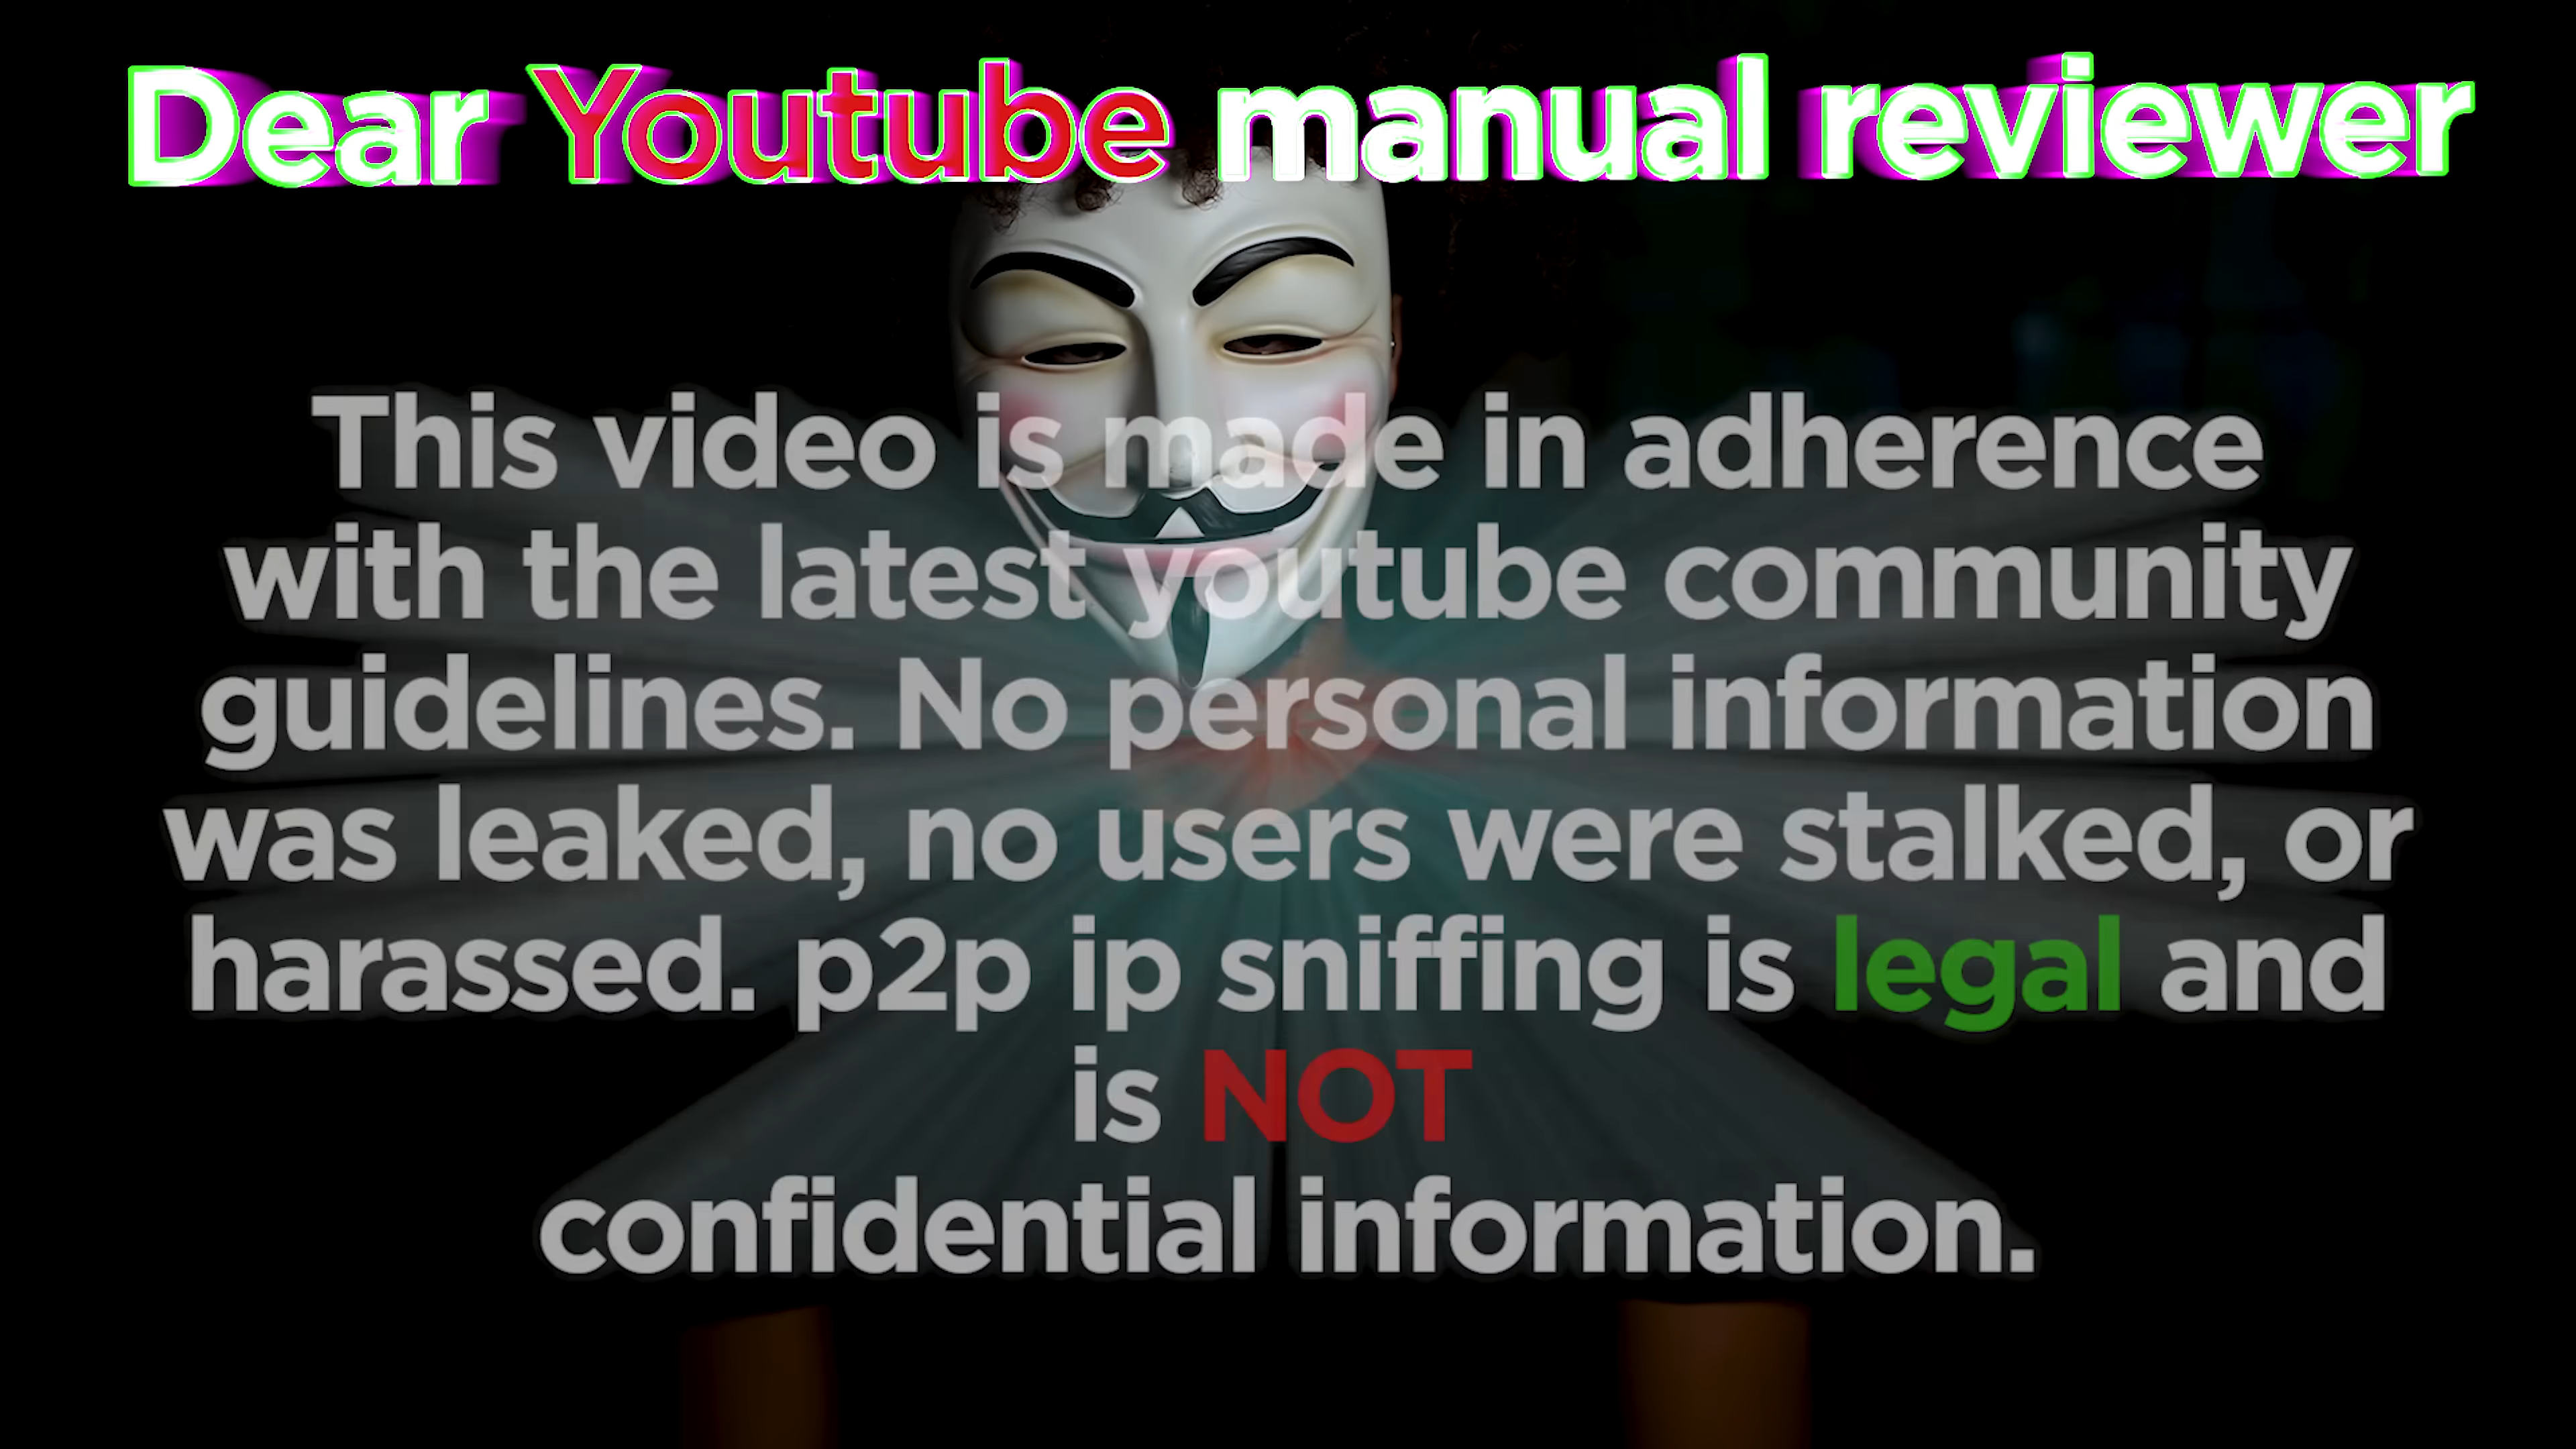 Dear Youtube manual reviewer
This video is made in adherence
with the latest youtube community
guidelines. No personal information
was leaked, no users were stalked, or
harassed. p2p ip sniffing is legal and
is NOT
confidential information.